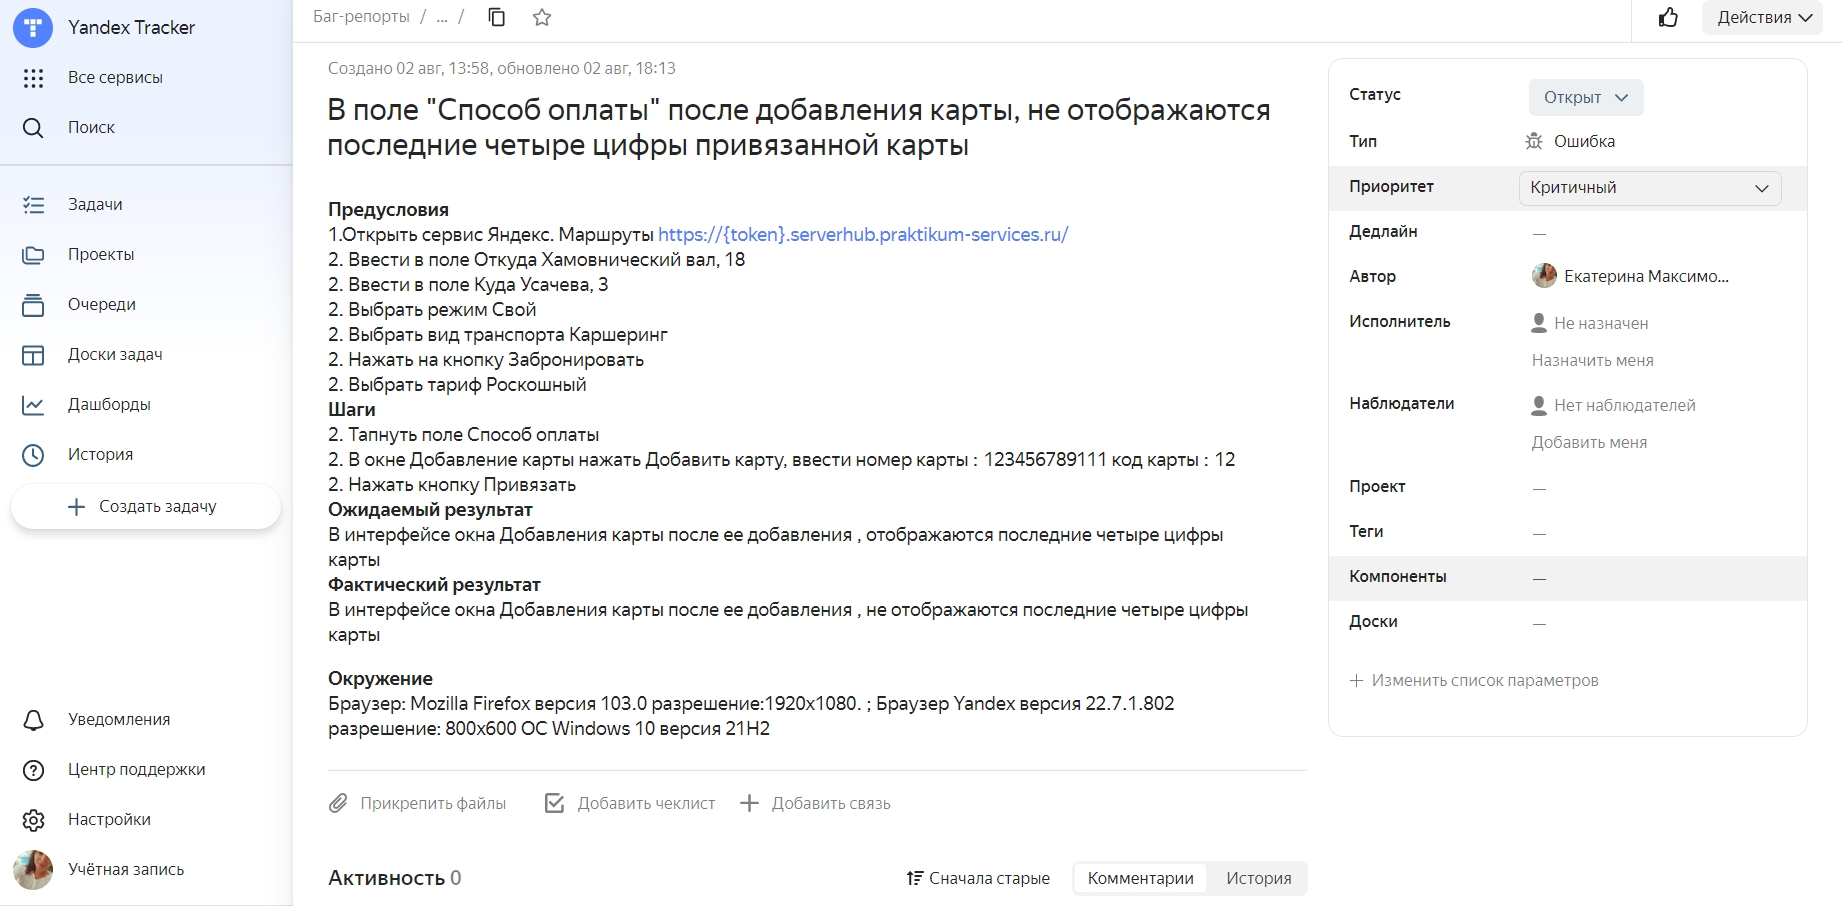 Yandex Tracker
Все сервисы
Поиск
Задачи
Проекты
Очереди
Доски задач
Дашборды
История
Создать задачу
Уведомления
Центр поддержки
Настройки
Учётная запись
Баг-репорты / ... /
Действия
Создано 02 авг, 13:58, обновлено 02 авг, 18:13
В поле "Способ оплаты" после добавления карты, не отображаются
последние четыре цифры привязанной карты
Предусловия
1.Открыть сервис Яндекс. Маршруты https://{token}.serverhub.praktikum-services.ru/
2. Ввести в поле Откуда Хамовнический вал, 18
2. Ввести в поле Куда Усачева, 3
2. Выбрать режим Свой
2. Выбрать вид транспорта Каршеринг
2. Нажать на кнопку Забронировать
2. Выбрать тариф Роскошный
Шаги
2. Тапнуть поле Способ оплаты
2. В окне Добавление карты нажать Добавить карту, ввести номер карты : 123456789111 код карты : 12
2. Нажать кнопку Привязать
Ожидаемый результат
В интерфейсе окна Добавления карты после ее добавления , отображаются последние четыре цифры
карты
Фактический результат
В интерфейсе окна Добавления карты после ее добавления , не отображаются последние четыре цифры
карты
Окружение
Браузер: Mozilla Firefox версия 103.0 разрешение:1920x1080. ; Браузер Yandex версия 22.7.1.802
разрешение: 800x600 ОС Windows 10 версия 21H2
Прикрепить файлы Добавить чеклист Добавить связь
Активность 0 Сначала старые Комментарии История
Статус Открыт
Тип Ошибка
Приоритет Критичный
Дедлайн —
Автор Екатерина Максимо...
Исполнитель Не назначен
Назначить меня
Наблюдатели Нет наблюдателей
Добавить меня
Проект —
Теги —
Компоненты —
Доски —
Изменить список параметров